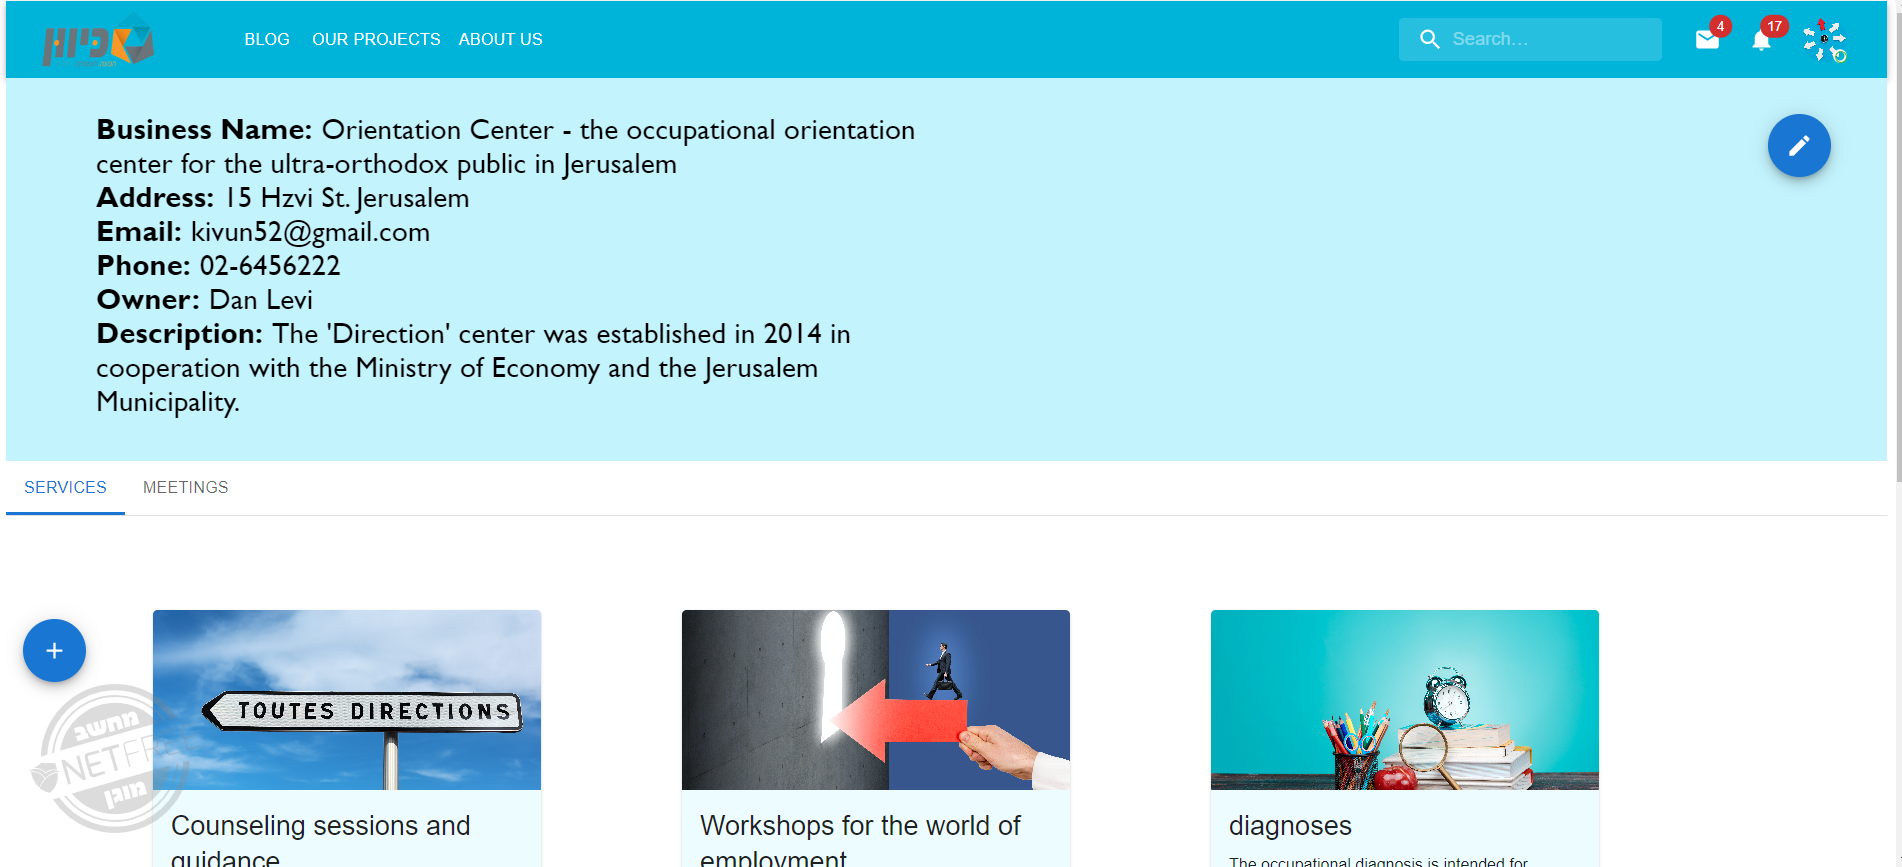 כיוון
BLOG OUR PROJECTS ABOUT US
Search...
4
17
Business Name: Orientation Center - the occupational orientation
center for the ultra-orthodox public in Jerusalem
Address: 15 Hzvi St. Jerusalem
Email: kivun52@gmail.com
Phone: 02-6456222
Owner: Dan Levi
Description: The 'Direction' center was established in 2014 in
cooperation with the Ministry of Economy and the Jerusalem
Municipality.
SERVICES MEETINGS
TOUTES DIRECTIONS
מחשב
NETFR
מוגן
Counseling sessions and
guidance
Workshops for the world of
employment
diagnoses
The occupational diagnosis is intended for